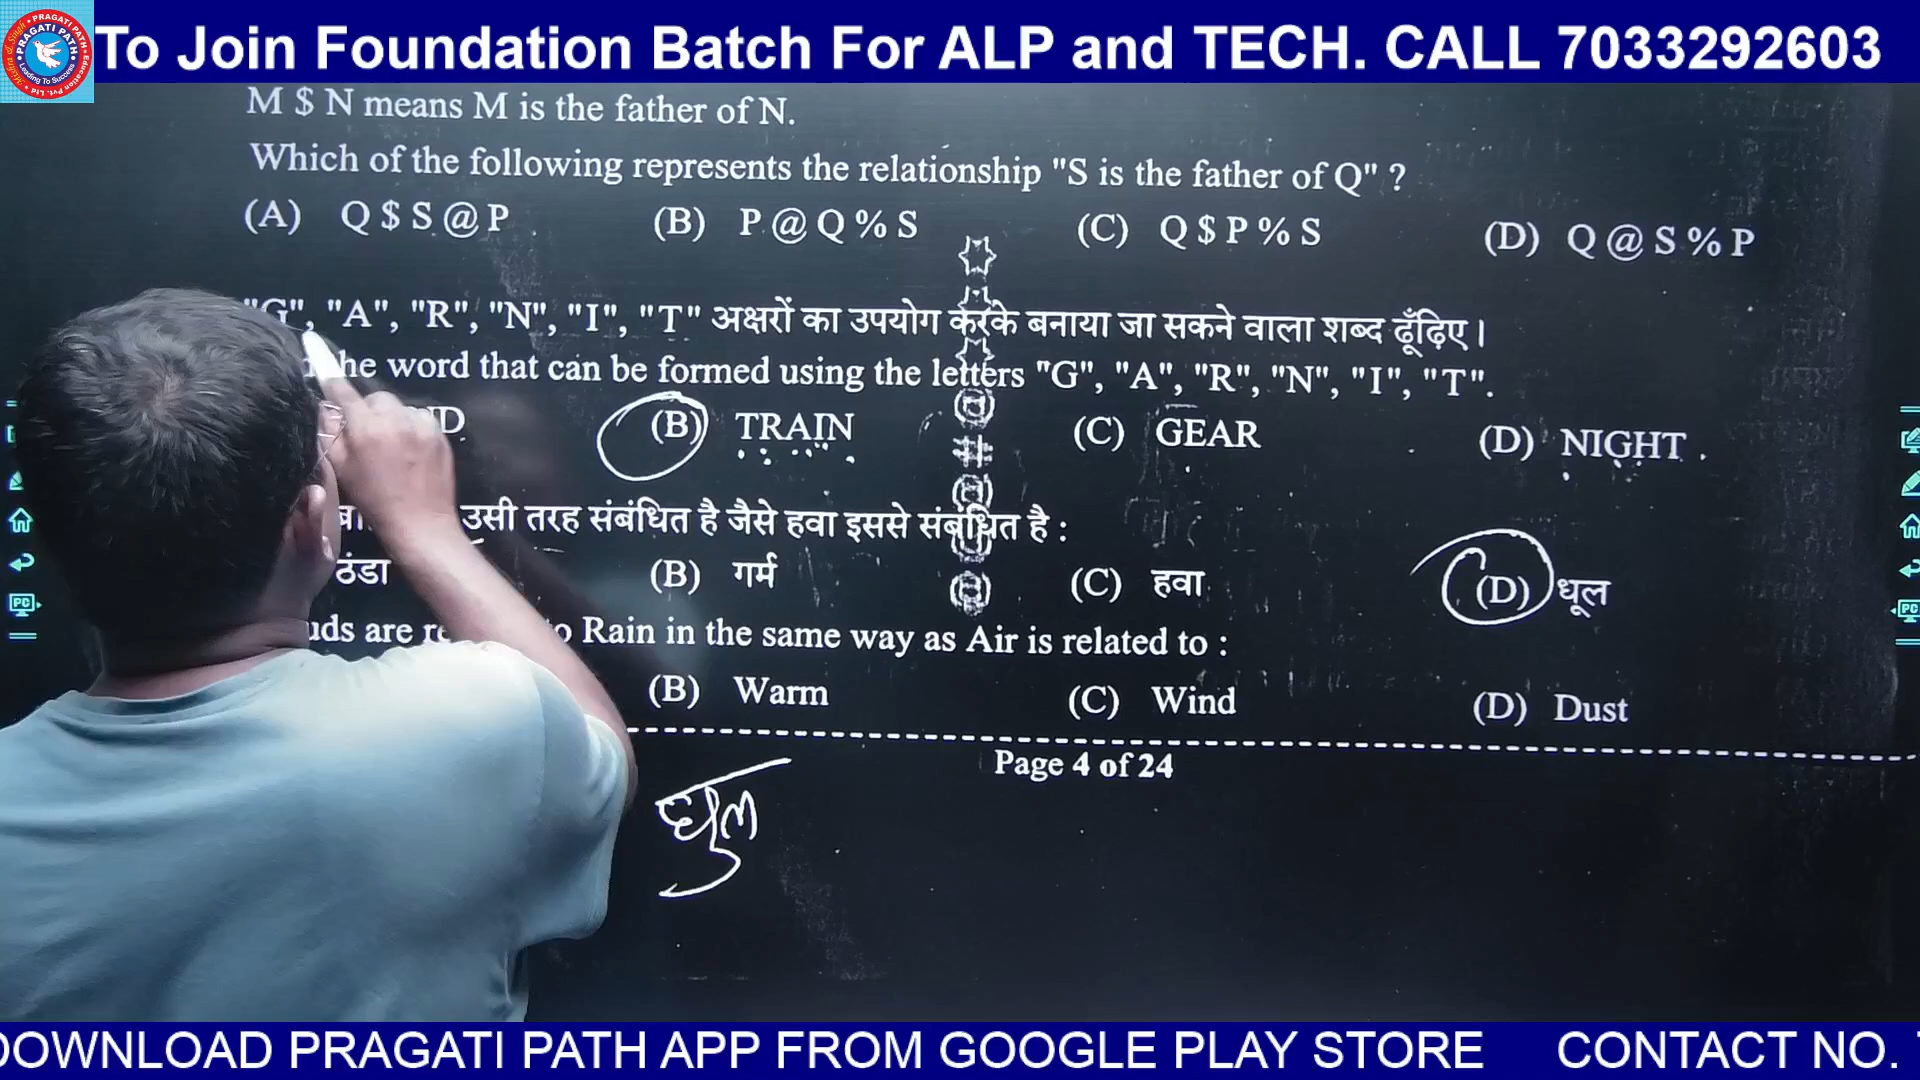 To Join Foundation Batch For ALP and TECH. CALL 7033292603
PRAGATI PATH
M $ N means M is the father of N.
Which of the following represents the relationship "S is the father of Q" ?
(A) Q $ S @ P (B) P @ Q % S (C) Q $ P % S (D) Q @ S % P
"G", "A", "R", "N", "I", "T" अक्षरों का उपयोग करके बनाया जा सकने वाला शब्द ढूँढ़िए।
he word that can be formed using the letters "G", "A", "R", "N", "I", "T".
(B) TRAIN (C) GEAR (D) NIGHT
उसी तरह संबंधित है जैसे हवा इससे संबंधित है :
ठंडा (B) गर्म (C) हवा (D) धूल
uds are Rain in the same way as Air is related to :
(B) Warm (C) Wind (D) Dust
Page 4 of 24
धुल
DOWNLOAD PRAGATI PATH APP FROM GOOGLE PLAY STORE CONTACT NO.